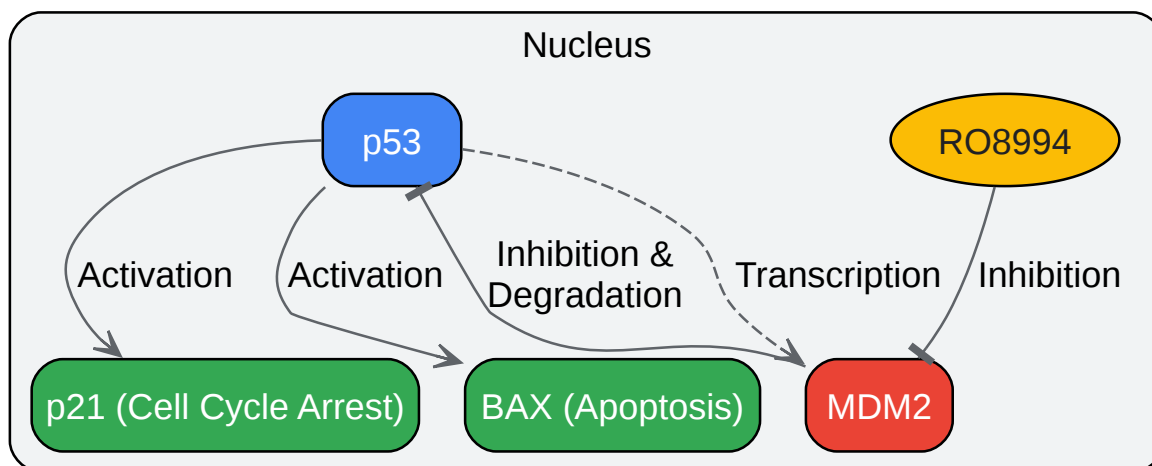 Nucleus
p53
RO8994
Activation
Activation
Inhibition &
Degradation
Transcription
Inhibition
p21 (Cell Cycle Arrest)
BAX (Apoptosis)
MDM2